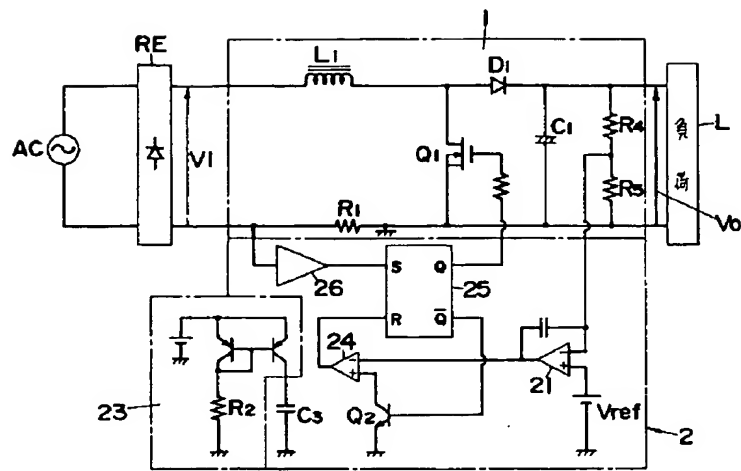 1
RE
L1
D1
AC
V1
Q1
C1
R4
R5
負荷
L
Vo
R1
26
S Q
R Q̅
25
24
21
23
R2
C3
Q2
Vref
2